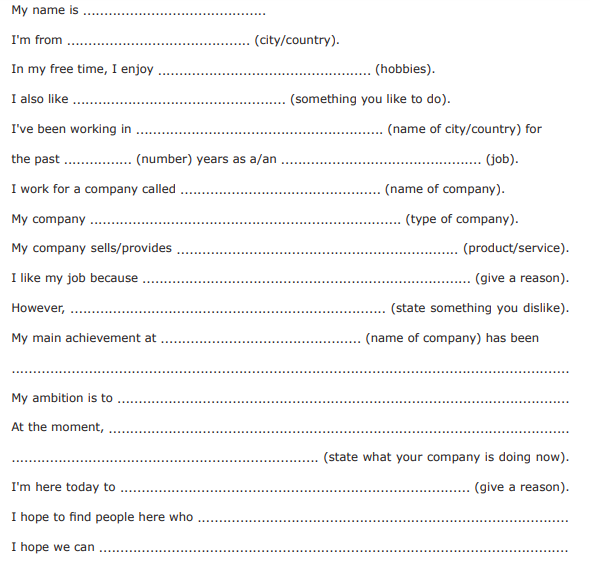 My name is ...........................................
I'm from ........................................... (city/country).
In my free time, I enjoy .................................................. (hobbies).
I also like .................................................. (something you like to do).
I've been working in .......................................................... (name of city/country) for
the past ................ (number) years as a/an ............................................... (job).
I work for a company called ............................................... (name of company).
My company ......................................................................... (type of company).
My company sells/provides .................................................................. (product/service).
I like my job because ............................................................................. (give a reason).
However, .......................................................................... (state something you dislike).
My main achievement at ............................................... (name of company) has been
....................................................................................................................................
My ambition is to ..........................................................................................................
At the moment, ............................................................................................................
........................................................................ (state what your company is doing now).
I'm here today to .................................................................................. (give a reason).
I hope to find people here who .......................................................................................
I hope we can ..............................................................................................................